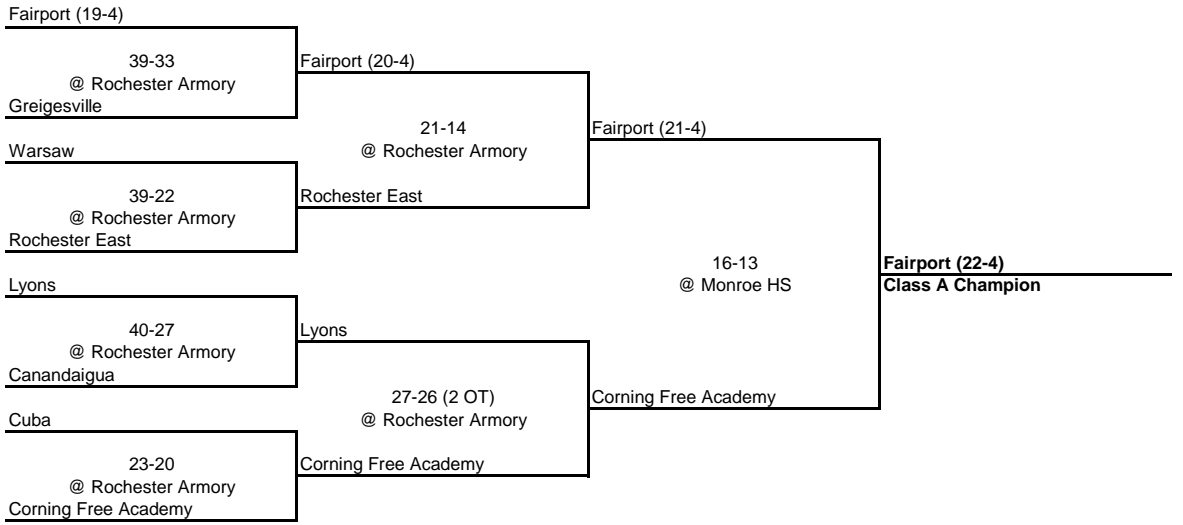 Fairport (19-4)
39-33
@ Rochester Armory
Greigesville
Fairport (20-4)
21-14
@ Rochester Armory
Warsaw
39-22
@ Rochester Armory
Rochester East
Rochester East
Fairport (21-4)
16-13
@ Monroe HS
Fairport (22-4)
Class A Champion
Lyons
40-27
@ Rochester Armory
Canandaigua
Lyons
27-26 (2 OT)
@ Rochester Armory
Cuba
23-20
@ Rochester Armory
Corning Free Academy
Corning Free Academy
Corning Free Academy